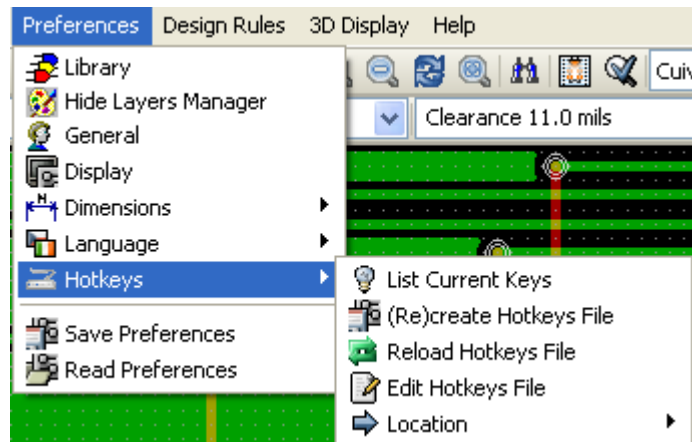 Preferences Design Rules 3D Display Help
Library
Cuiv
Hide Layers Manager
Clearance 11.0 mils
General
Display
Dimensions
Language
Hotkeys
List Current Keys
(Re)create Hotkeys File
Save Preferences
Reload Hotkeys File
Read Preferences
Edit Hotkeys File
Location